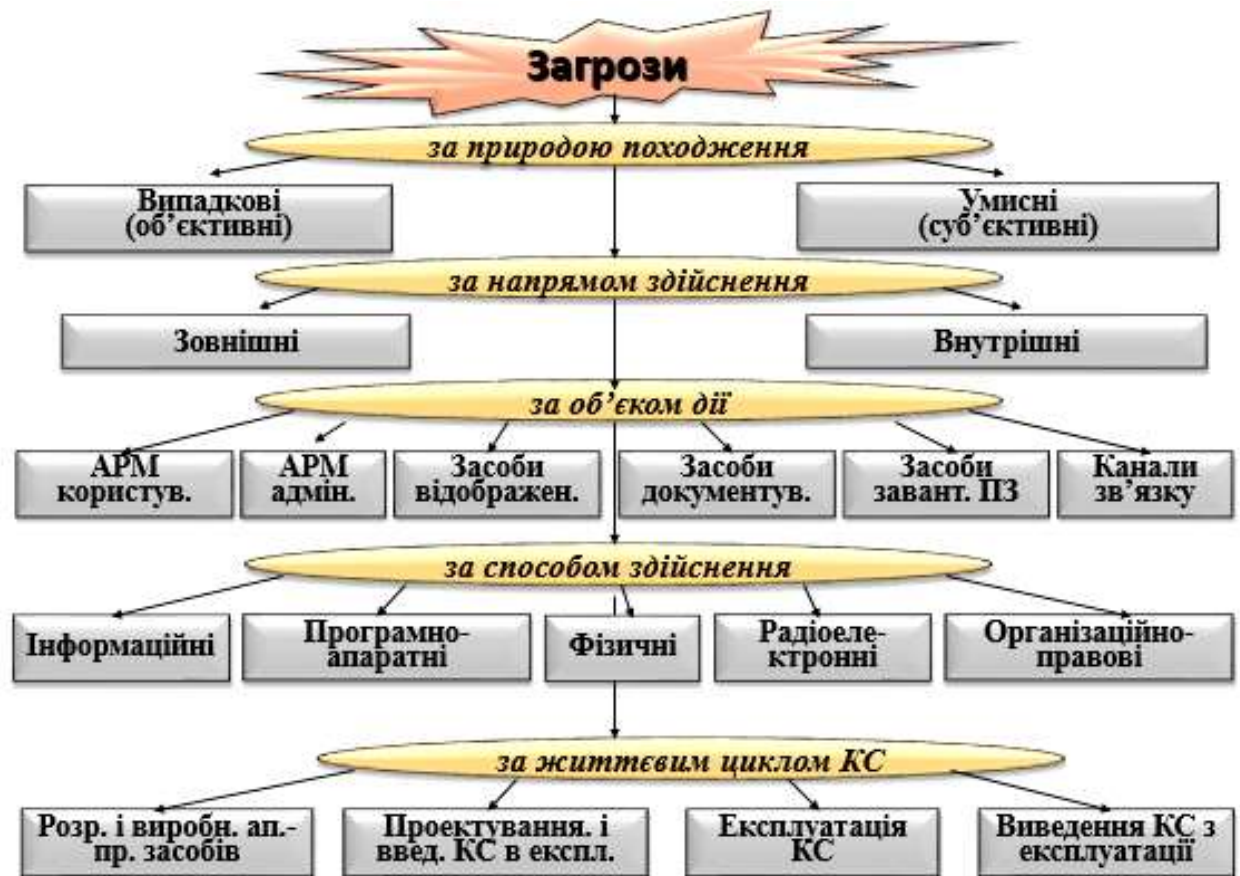 Загрози
за природою походження
Випадкові
(об’єктивні)
Умисні
(суб’єктивні)
за напрямом здійснення
Зовнішні
Внутрішні
за об’єком дії
АРМ
користув.
АРМ
адмін.
Засоби
відображен.
Засоби
документув.
Засоби
завант. ПЗ
Канали
зв’язку
за способом здійснення
Інформаційні
Програмно-
апаратні
Фізичні
Радіоеле-
ктронні
Організаційно-
правові
за життєвим циклом КС
Розр. і виробн. ап.-
пр. засобів
Проектування. і
введ. КС в експл.
Експлуатація
КС
Виведення КС з
експлуатації